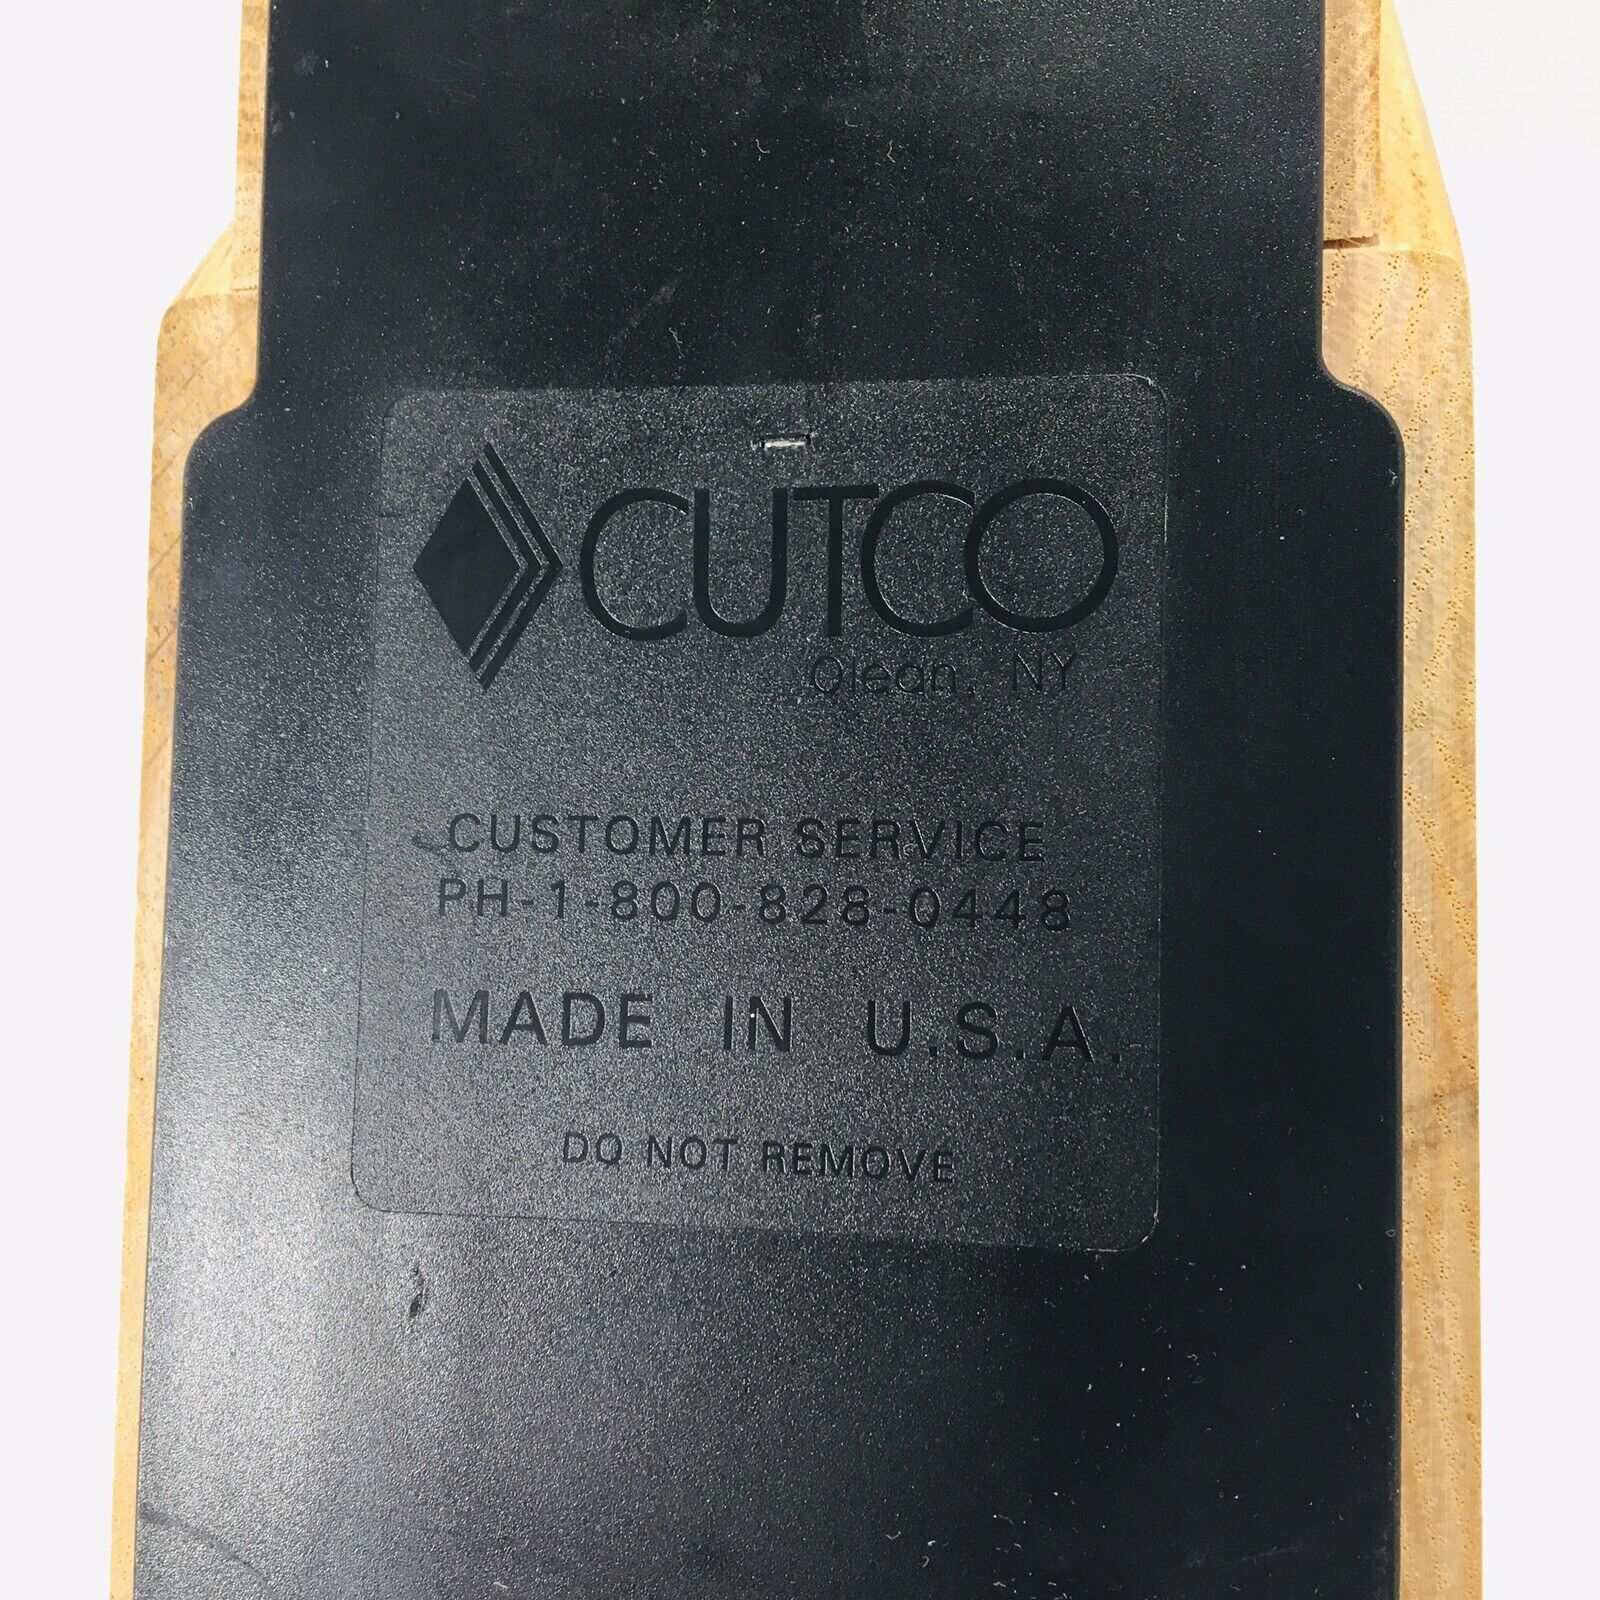 CUTCO
Olean, NY
CUSTOMER SERVICE
PH-1-800-828-0448
MADE IN U.S.A.
DO NOT REMOVE